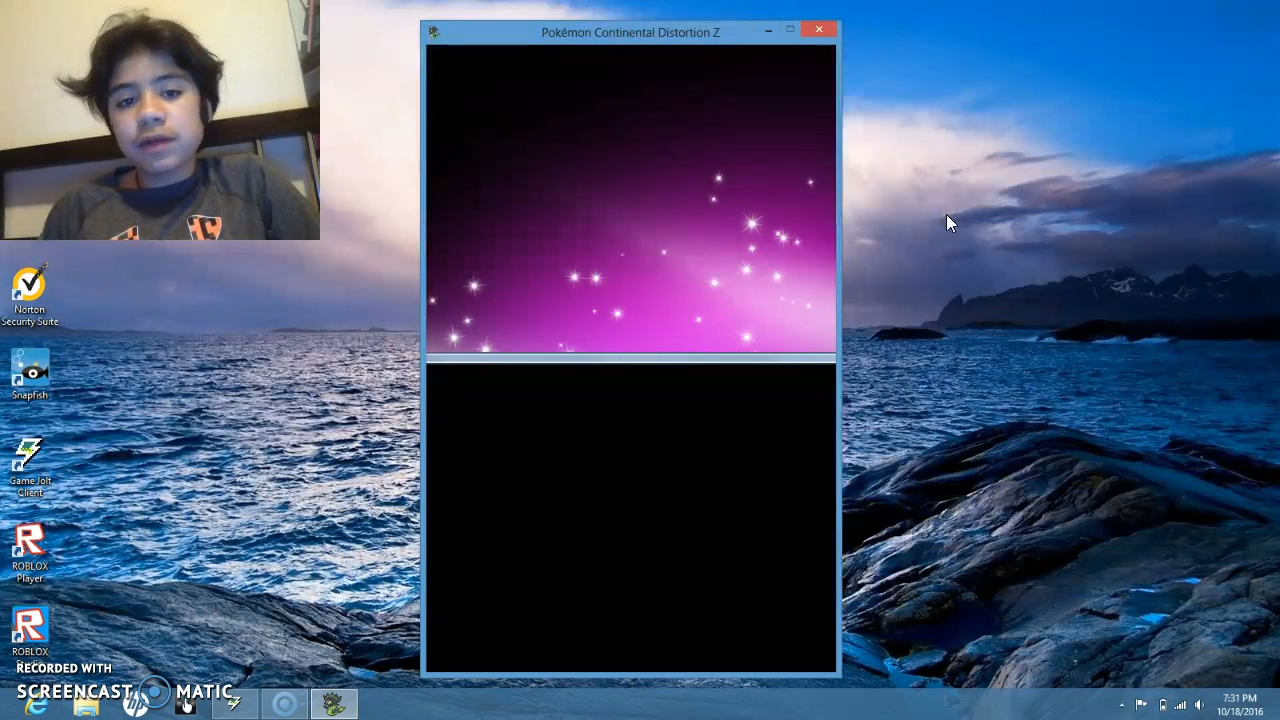 Pokémon Continental Distortion Z
Norton
Security Suite
Snapfish
Game Jolt
Client
ROBLOX
Player
ROBLOX
RECORDED WITH
SCREENCAST MATIC
7:31 PM
10/18/2016